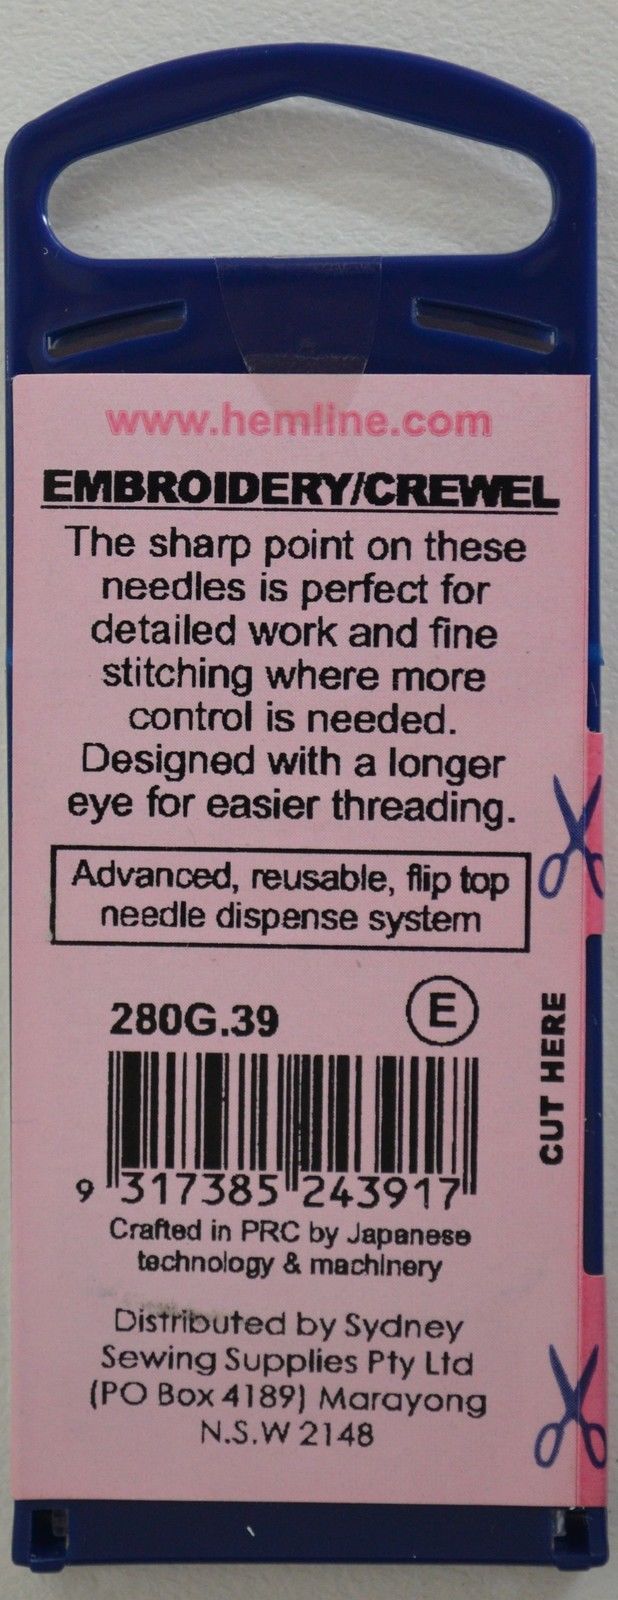 www.hemline.com
EMBROIDERY/CREWEL
The sharp point on these
needles is perfect for
detailed work and fine
stitching where more
control is needed.
Designed with a longer
eye for easier threading.
Advanced, reusable, flip top
needle dispense system
280G.39
E
CUT HERE
9 317385 243917
Crafted in PRC by Japanese
technology & machinery
Distributed by Sydney
Sewing Supplies Pty Ltd
(PO Box 4189) Marayong
N.S.W 2148